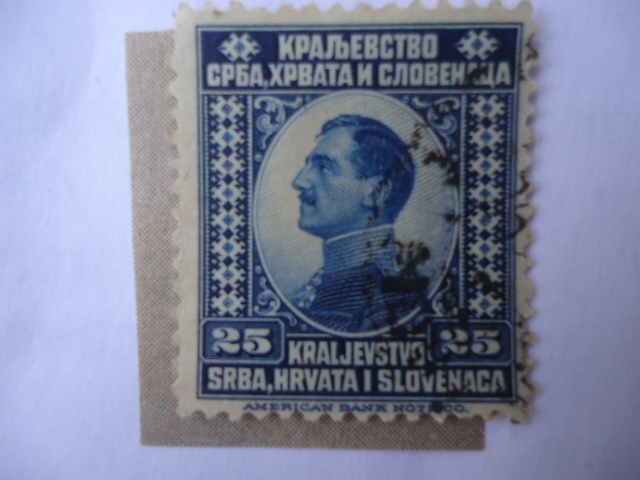 КРАЉЕВСТВО
СРБА, ХРВАТА И СЛОВЕНАЦА
25 25
KRALJEVSTVO
SRBA, HRVATA I SLOVENACA
AMERICAN BANK NOTE CO.